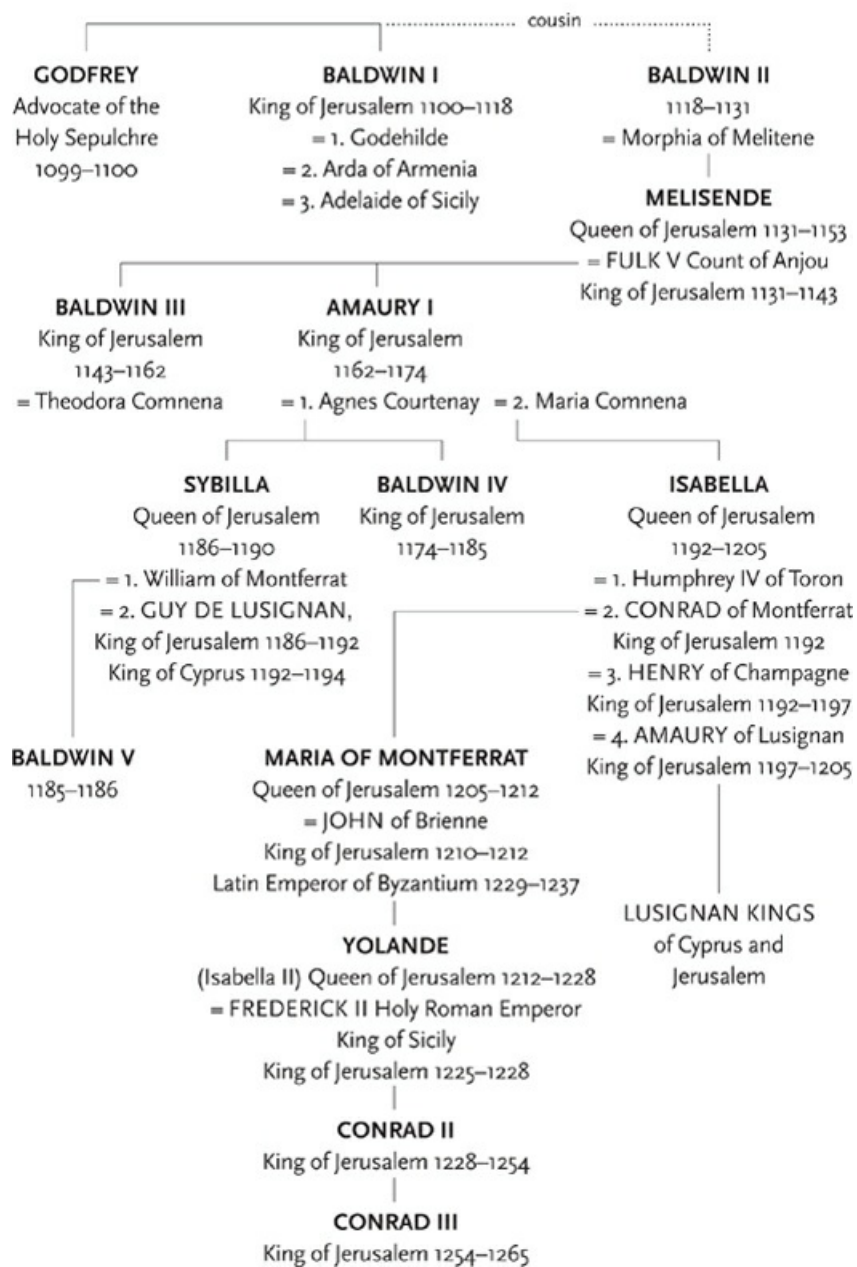 cousin
GODFREY
Advocate of the
Holy Sepulchre
1099–1100
BALDWIN I
King of Jerusalem 1100–1118
= 1. Godehilde
= 2. Arda of Armenia
= 3. Adelaide of Sicily
BALDWIN II
1118–1131
= Morphia of Melitene
MELISENDE
Queen of Jerusalem 1131–1153
= FULK V Count of Anjou
King of Jerusalem 1131–1143
BALDWIN III
King of Jerusalem
1143–1162
= Theodora Comnena
AMAURY I
King of Jerusalem
1162–1174
= 1. Agnes Courtenay
= 2. Maria Comnena
SYBILLA
Queen of Jerusalem
1186–1190
= 1. William of Montferrat
= 2. GUY DE LUSIGNAN,
King of Jerusalem 1186–1192
King of Cyprus 1192–1194
BALDWIN IV
King of Jerusalem
1174–1185
ISABELLA
Queen of Jerusalem
1192–1205
= 1. Humphrey IV of Toron
= 2. CONRAD of Montferrat
King of Jerusalem 1192
= 3. HENRY of Champagne
King of Jerusalem 1192–1197
= 4. AMAURY of Lusignan
King of Jerusalem 1197–1205
BALDWIN V
1185–1186
MARIA OF MONTFERRAT
Queen of Jerusalem 1205–1212
= JOHN of Brienne
King of Jerusalem 1210–1212
Latin Emperor of Byzantium 1229–1237
LUSIGNAN KINGS
of Cyprus and
Jerusalem
YOLANDE
(Isabella II) Queen of Jerusalem 1212–1228
= FREDERICK II Holy Roman Emperor
King of Sicily
King of Jerusalem 1225–1228
CONRAD II
King of Jerusalem 1228–1254
CONRAD III
King of Jerusalem 1254–1265